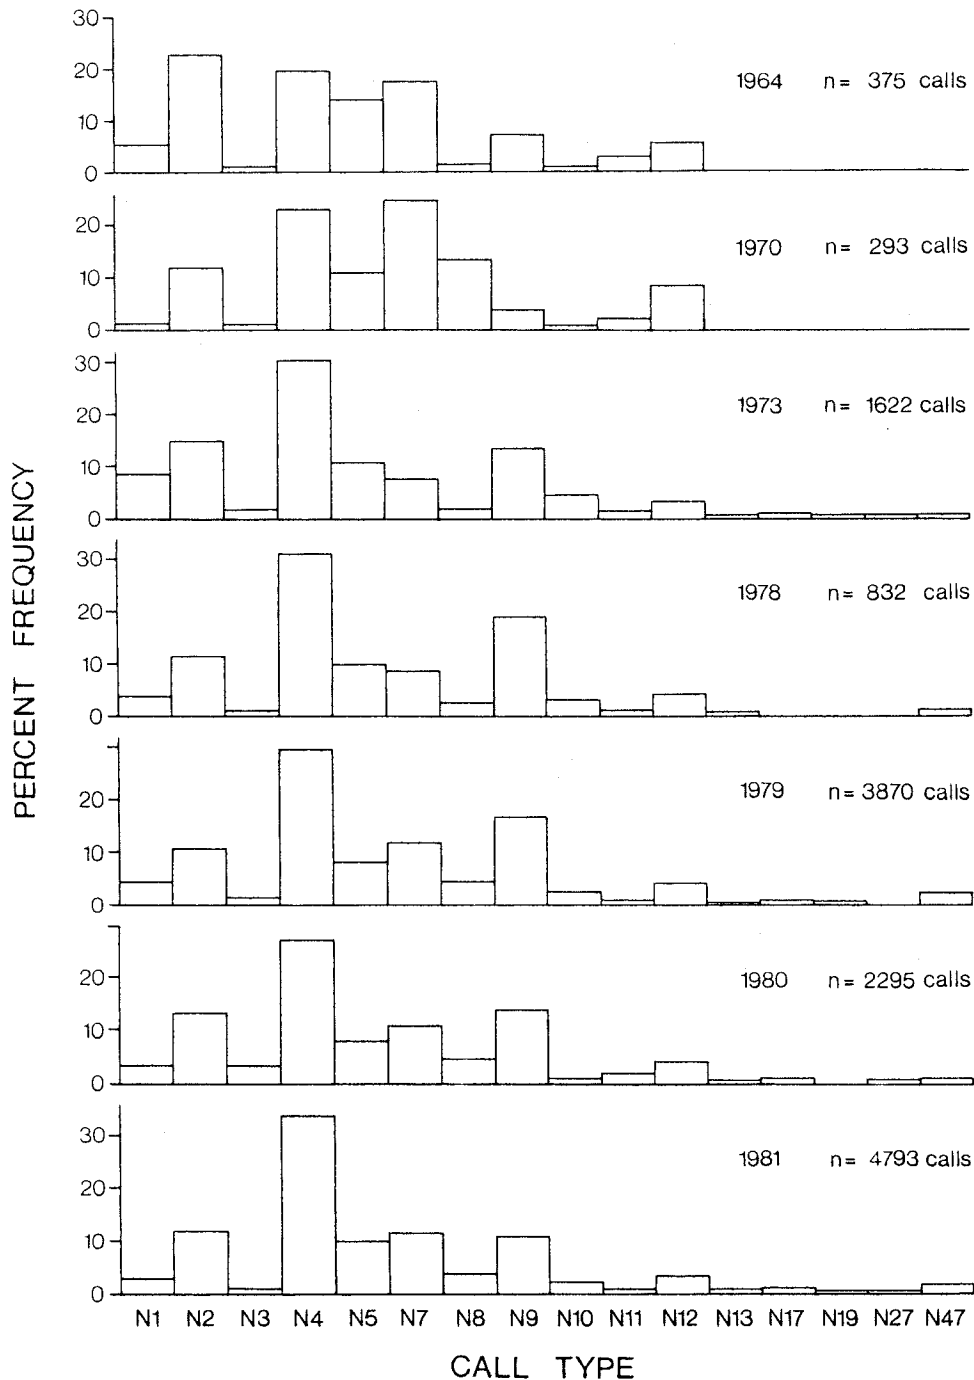 30
20
10
0
1964 n= 375 calls
20
10
0
1970 n= 293 calls
30
20
10
0
1973 n= 1622 calls
30
20
10
0
1978 n= 832 calls
20
10
0
1979 n= 3870 calls
20
10
0
1980 n= 2295 calls
30
20
10
0
1981 n= 4793 calls
PERCENT FREQUENCY
N1 N2 N3 N4 N5 N7 N8 N9 N10 N11 N12 N13 N17 N19 N27 N47
CALL TYPE